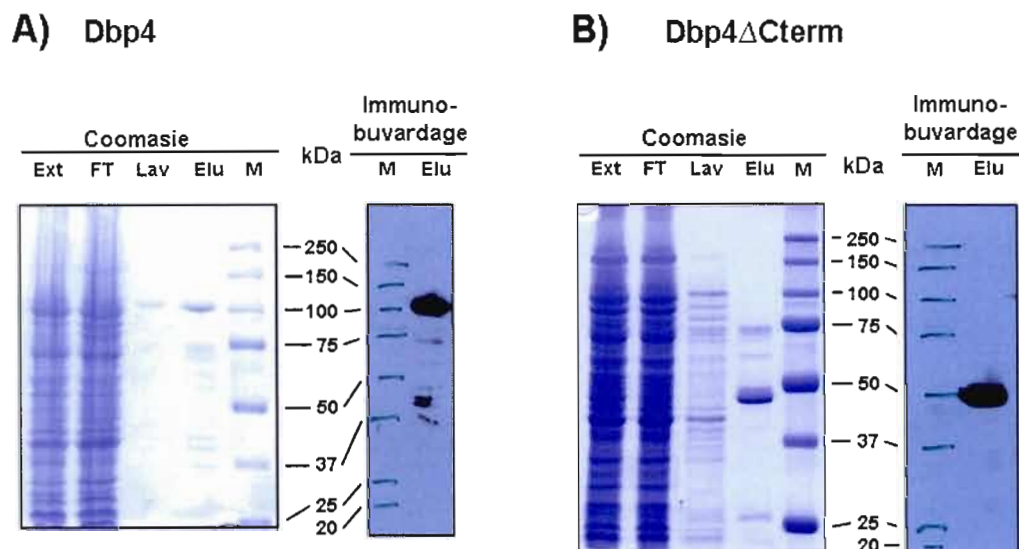 A) Dbp4
Coomasie
Ext FT Lav Elu M
kDa
Immuno-
buvardage
M Elu
250
150
100
75
50
37
25
20
B) Dbp4ΔCterm
Coomasie
Ext FT Lav Elu M
kDa
Immuno-
buvardage
M Elu
250
150
100
75
50
37
25
20